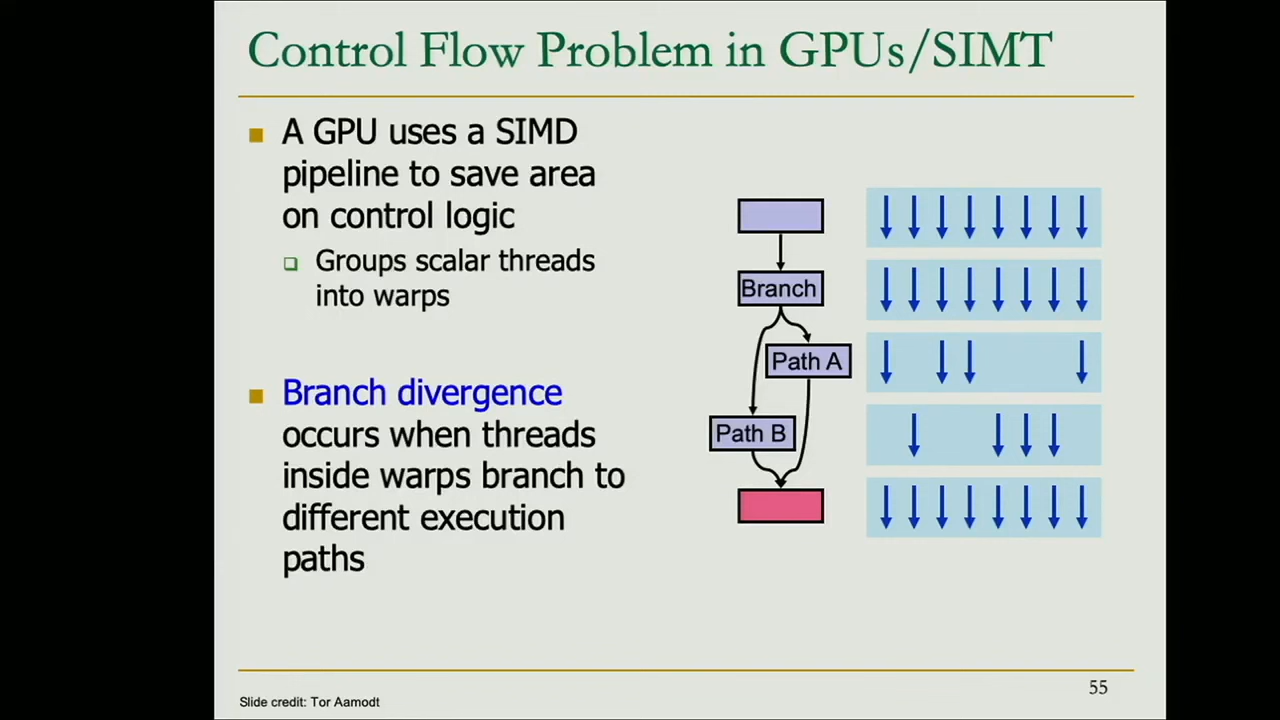 Control Flow Problem in GPUs/SIMT
A GPU uses a SIMD
pipeline to save area
on control logic
Groups scalar threads
into warps
Branch divergence
occurs when threads
inside warps branch to
different execution
paths
Branch
Path A
Path B
Slide credit: Tor Aamodt
55